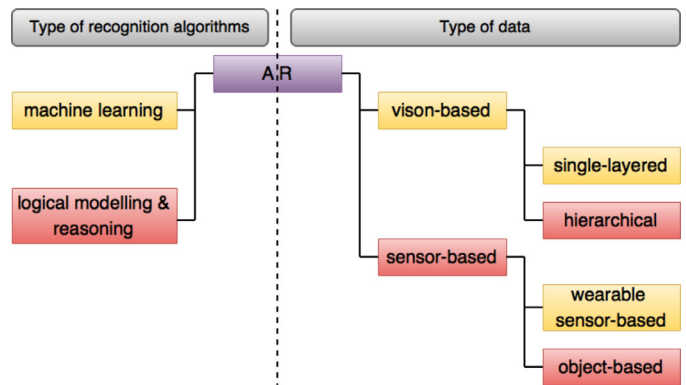 Type of recognition algorithms
Type of data
AR
machine learning
logical modelling &
reasoning
vison-based
single-layered
hierarchical
sensor-based
wearable
sensor-based
object-based